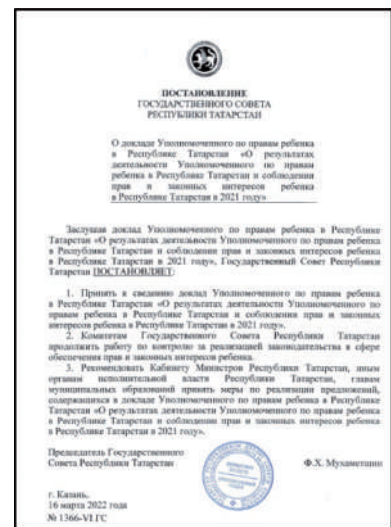 ПОСТАНОВЛЕНИЕ
ГОСУДАРСТВЕННОГО СОВЕТА
РЕСПУБЛИКИ ТАТАРСТАН
О докладе Уполномоченного по правам ребенка
в Республике Татарстан «О результатах
деятельности Уполномоченного по правам
ребенка в Республике Татарстан и соблюдении
прав и законных интересов ребенка
в Республике Татарстан в 2021 году»
Заслушав доклад Уполномоченного по правам ребенка в Республике
Татарстан «О результатах деятельности Уполномоченного по правам ребенка
в Республике Татарстан и соблюдении прав и законных интересов ребенка
в Республике Татарстан в 2021 году», Государственный Совет Республики
Татарстан ПОСТАНОВЛЯЕТ:
1. Принять к сведению доклад Уполномоченного по правам ребенка
в Республике Татарстан «О результатах деятельности Уполномоченного по
правам ребенка в Республике Татарстан и соблюдении прав и законных
интересов ребенка в Республике Татарстан в 2021 году».
2. Комитетам Государственного Совета Республики Татарстан
продолжить работу по контролю за реализацией законодательства в сфере
обеспечения прав и законных интересов ребенка.
3. Рекомендовать Кабинету Министров Республики Татарстан, иным
органам исполнительной власти Республики Татарстан, главам
муниципальных образований принять меры по реализации предложений,
содержащихся в докладе Уполномоченного по правам ребенка в Республике
Татарстан «О результатах деятельности Уполномоченного по правам ребенка
в Республике Татарстан и соблюдении прав и законных интересов ребенка
в Республике Татарстан в 2021 году».
Председатель Государственного
Совета Республики Татарстан Ф.Х. Мухаметшин
г. Казань,
16 марта 2022 года
№ 1366-VI ГС